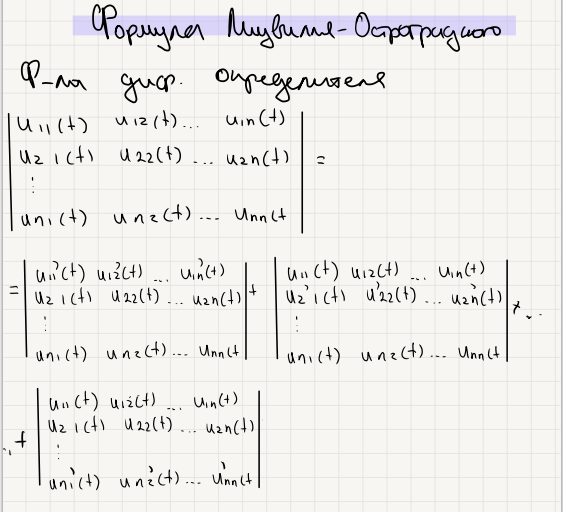 Формула Лиувилля-Остроградского
Ф-ла диф. определителя
| u₁₁(t) u₁₂(t) ... u₁ₙ(t) |
| u₂₁(t) u₂₂(t) ... u₂ₙ(t) | =
⋮
| uₙ₁(t) uₙ₂(t) ... uₙₙ(t |
= | u₁₁'(t) u₁₂'(t) ... u₁ₙ'(t) | + | u₁₁(t) u₁₂(t) ... u₁ₙ(t) |
| u₂₁(t) u₂₂(t) ... u₂ₙ(t) | | u₂₁'(t) u₂₂'(t) ... u₂ₙ'(t) | + ...
⋮ ⋮
| uₙ₁(t) uₙ₂(t) ... uₙₙ(t | | uₙ₁(t) uₙ₂(t) ... uₙₙ(t |
| u₁₁(t) u₁₂(t) ... u₁ₙ(t) |
.. + | u₂₁(t) u₂₂(t) ... u₂ₙ(t) |
⋮
| uₙ₁'(t) uₙ₂'(t) ... uₙₙ'(t |